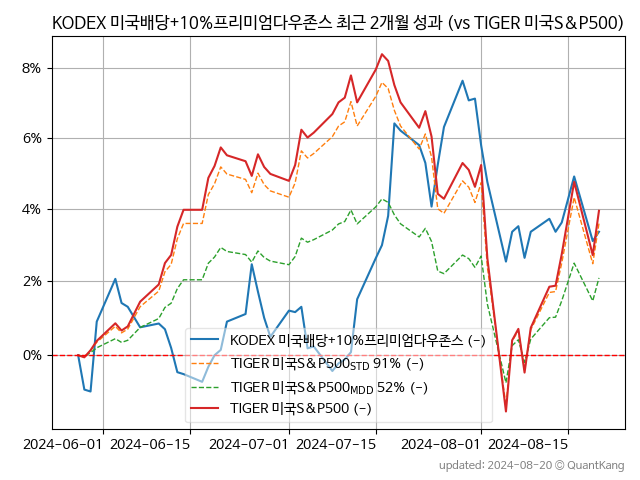 KODEX 미국배당+10%프리미엄다우존스 최근 2개월 성과 (vs TIGER 미국S&P500)
8%
6%
4%
2%
0%
KODEX 미국배당+10%프리미엄다우존스 (-)
TIGER 미국S&P500STD 91% (-)
TIGER 미국S&P500MDD 52% (-)
TIGER 미국S&P500 (-)
2024-06-01 2024-06-15 2024-07-01 2024-07-15 2024-08-01 2024-08-15
updated: 2024-08-20 © QuantKang